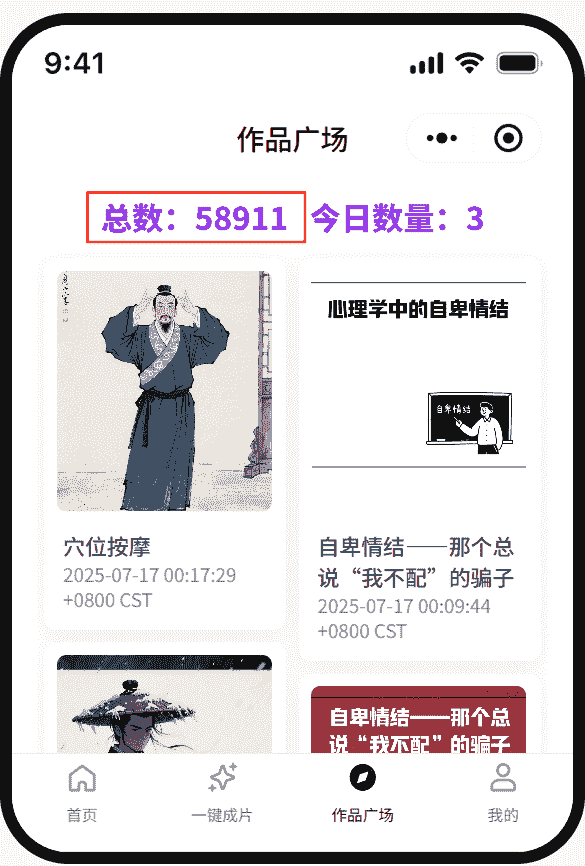 9:41
作品广场
总数：58911 今日数量：3
穴位按摩
2025-07-17 00:17:29
+0800 CST
心理学中的自卑情结
自卑情结
自卑情结——那个总
说“我不配”的骗子
2025-07-17 00:09:44
+0800 CST
自卑情结——那个总
说“我不配”的骗子
首页
一键成片
作品广场
我的